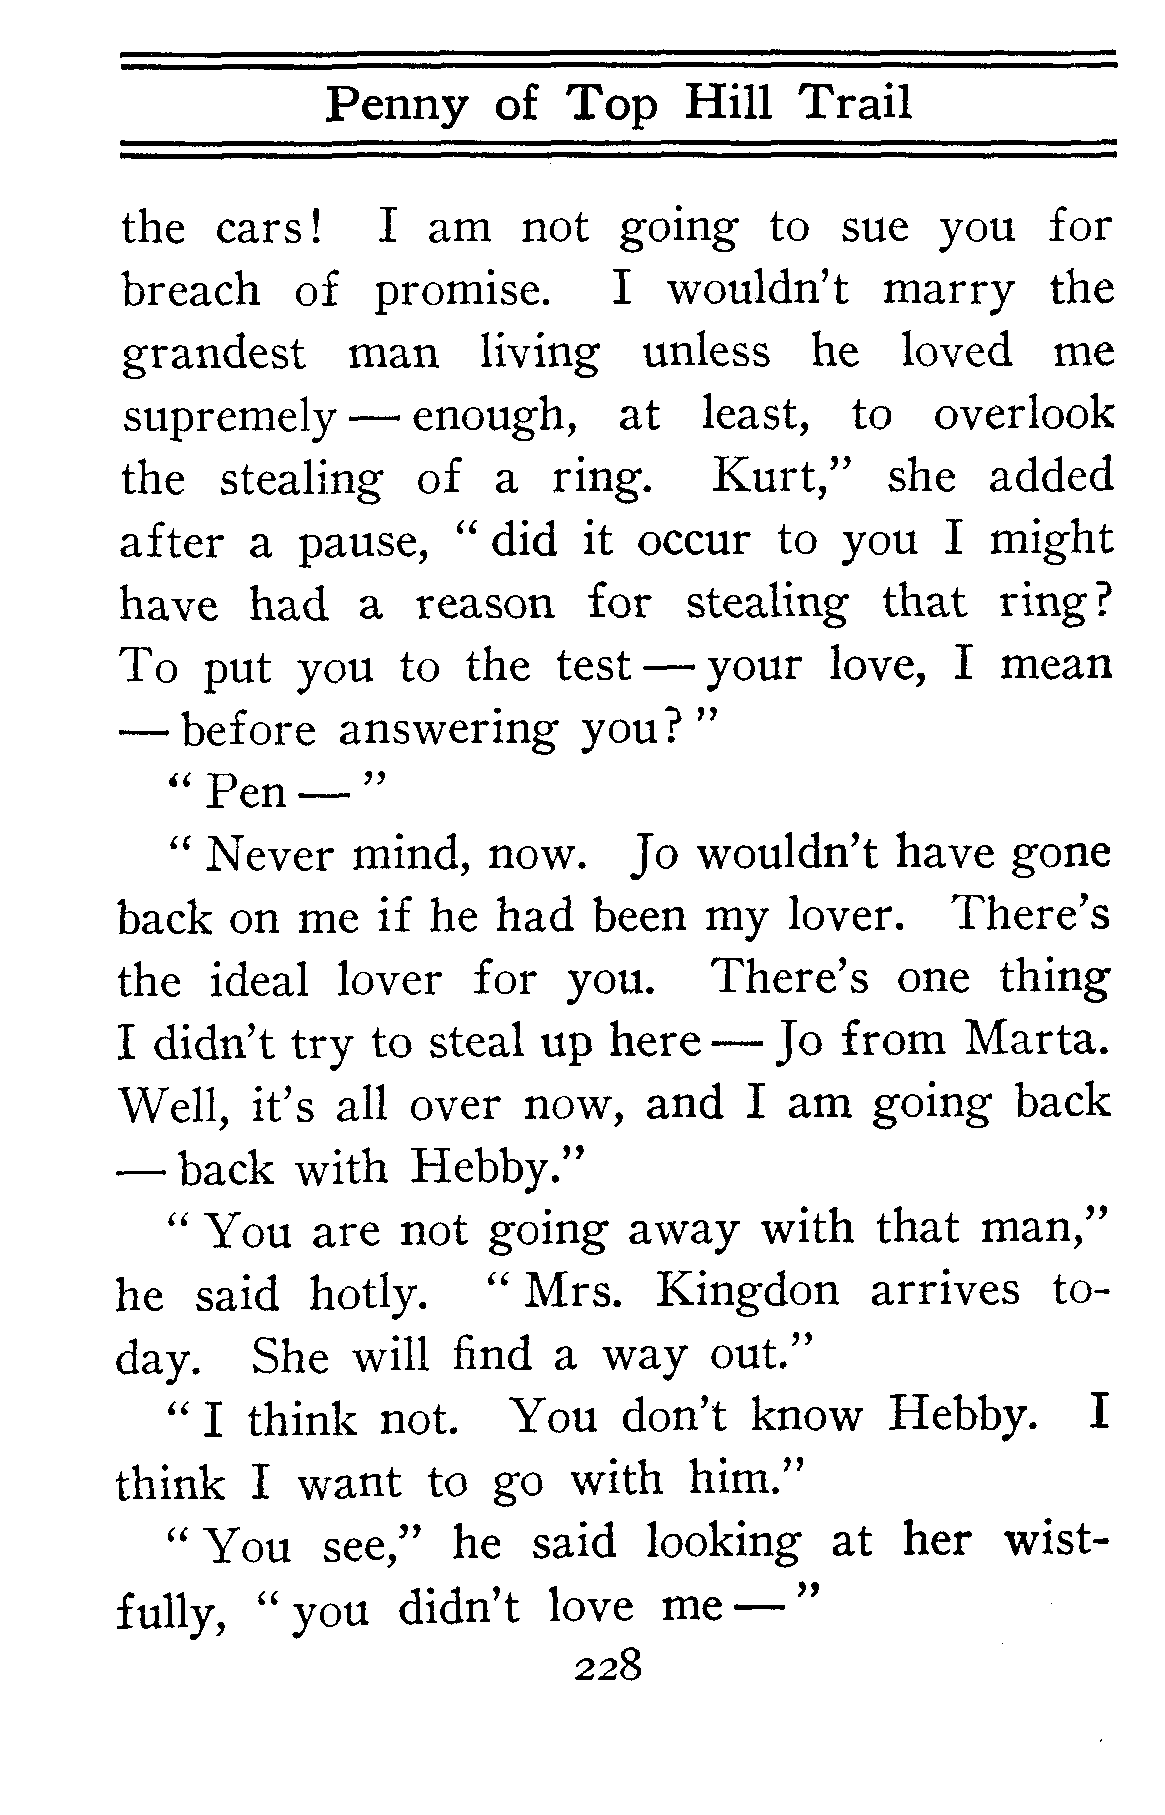 Penny of Top Hill Trail
the cars! I am not going to sue you for
breach of promise. I wouldn't marry the
grandest man living unless he loved me
supremely — enough, at least, to overlook
the stealing of a ring. Kurt," she added
after a pause, "did it occur to you I might
have had a reason for stealing that ring?
To put you to the test — your love, I mean
— before answering you?"
"Pen — "
"Never mind, now. Jo wouldn't have gone
back on me if he had been my lover. There's
the ideal lover for you. There's one thing
I didn't try to steal up here — Jo from Marta.
Well, it's all over now, and I am going back
— back with Hebby."
"You are not going away with that man,"
he said hotly. "Mrs. Kingdon arrives to-
day. She will find a way out."
"I think not. You don't know Hebby. I
think I want to go with him."
"You see," he said looking at her wist-
fully, "you didn't love me — "
228